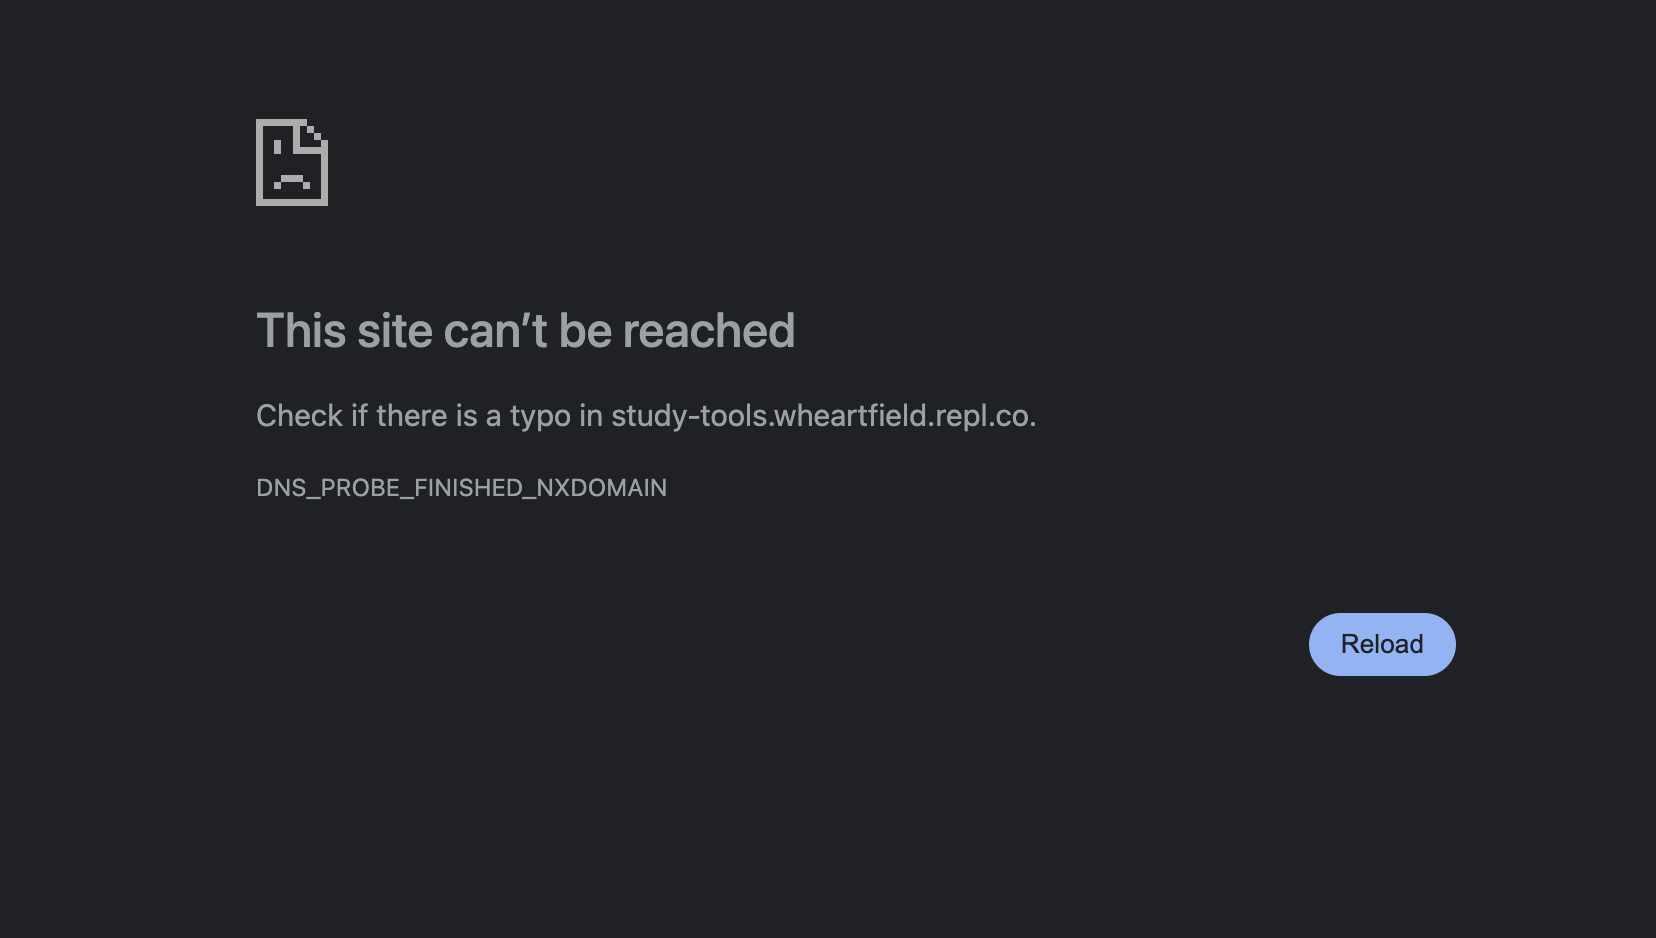 This site can’t be reached
Check if there is a typo in study-tools.wheartfield.repl.co.
DNS_PROBE_FINISHED_NXDOMAIN
Reload